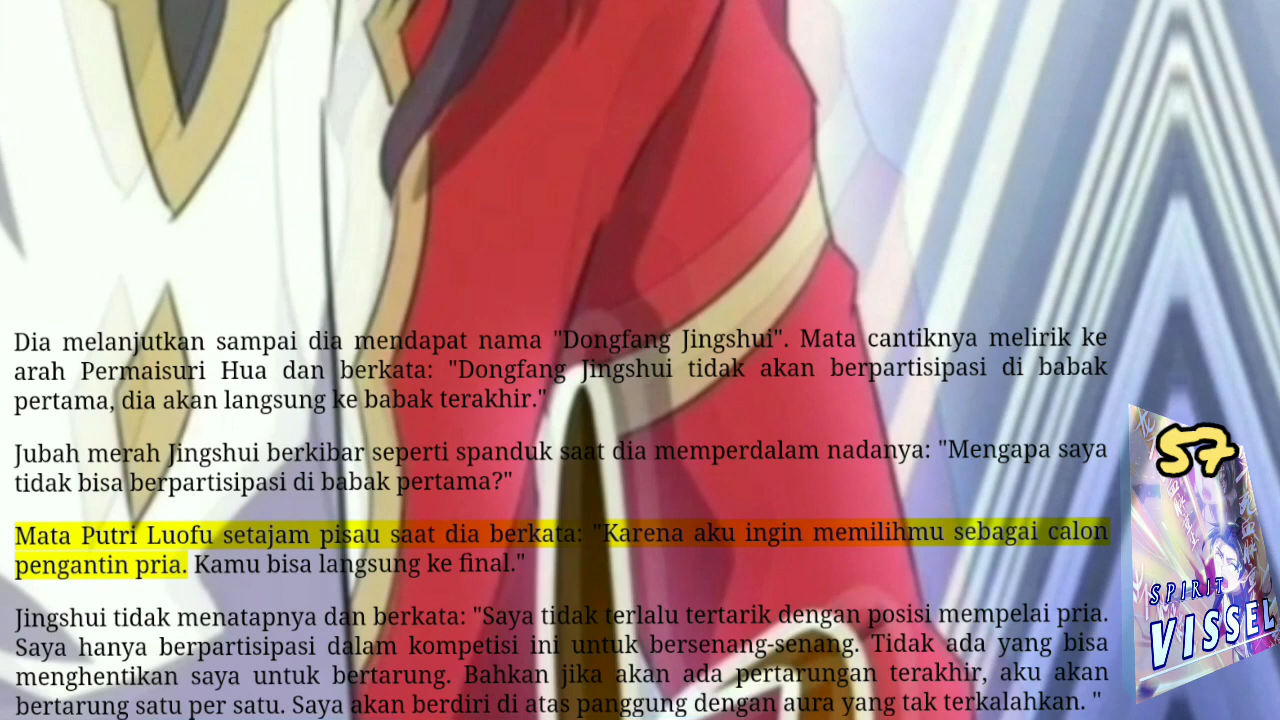 Dia melanjutkan sampai dia mendapat nama "Dongfang Jingshui". Mata cantiknya melirik ke
arah Permaisuri Hua dan berkata: "Dongfang Jingshui tidak akan berpartisipasi di babak
pertama, dia akan langsung ke babak terakhir."
Jubah merah Jingshui berkibar seperti spanduk saat dia memperdalam nadanya: "Mengapa saya
tidak bisa berpartisipasi di babak pertama?"
Mata Putri Luofu setajam pisau saat dia berkata: "Karena aku ingin memilihmu sebagai calon
pengantin pria. Kamu bisa langsung ke final."
Jingshui tidak menatapnya dan berkata: "Saya tidak terlalu tertarik dengan posisi mempelai pria.
Saya hanya berpartisipasi dalam kompetisi ini untuk bersenang-senang. Tidak ada yang bisa
menghentikan saya untuk bertarung. Bahkan jika akan ada pertarungan terakhir, aku akan
bertarung satu per satu. Saya akan berdiri di atas panggung dengan aura yang tak terkalahkan. "
57
SPIRIT
VISSEL